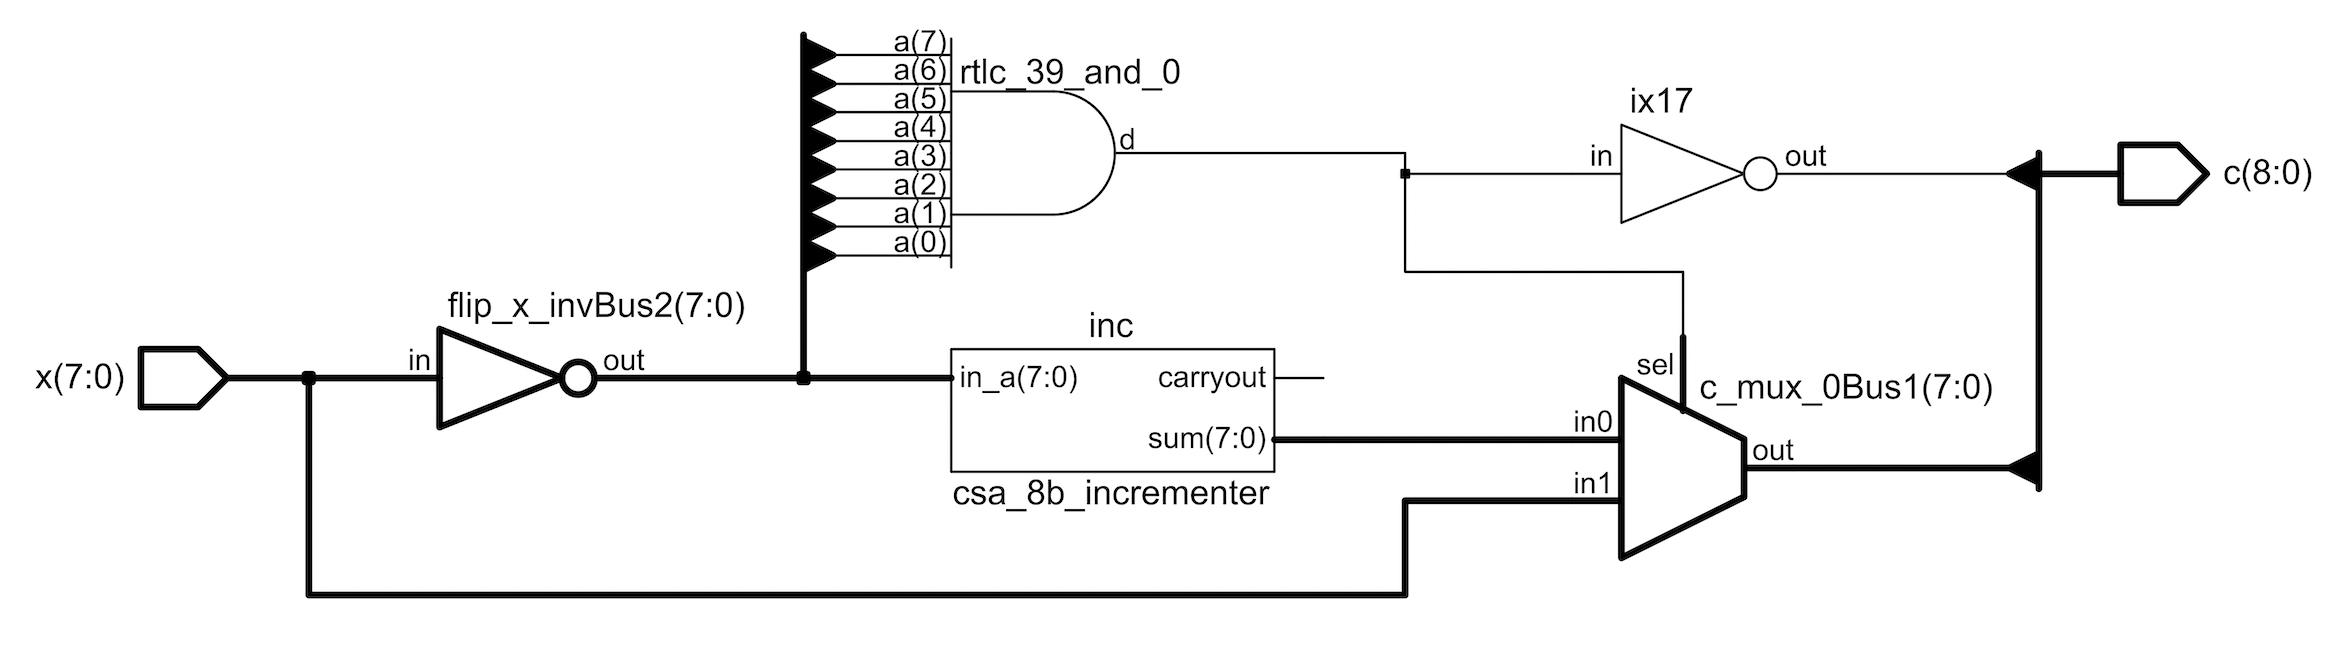 a(7)
a(6)
rtlc_39_and_0
a(5)
a(4)
a(3)
a(2)
a(1)
a(0)
d
ix17
in
out
c(8:0)
flip_x_invBus2(7:0)
x(7:0)
in
out
inc
in_a(7:0)
carryout
sum(7:0)
csa_8b_incrementer
sel
c_mux_0Bus1(7:0)
in0
in1
out